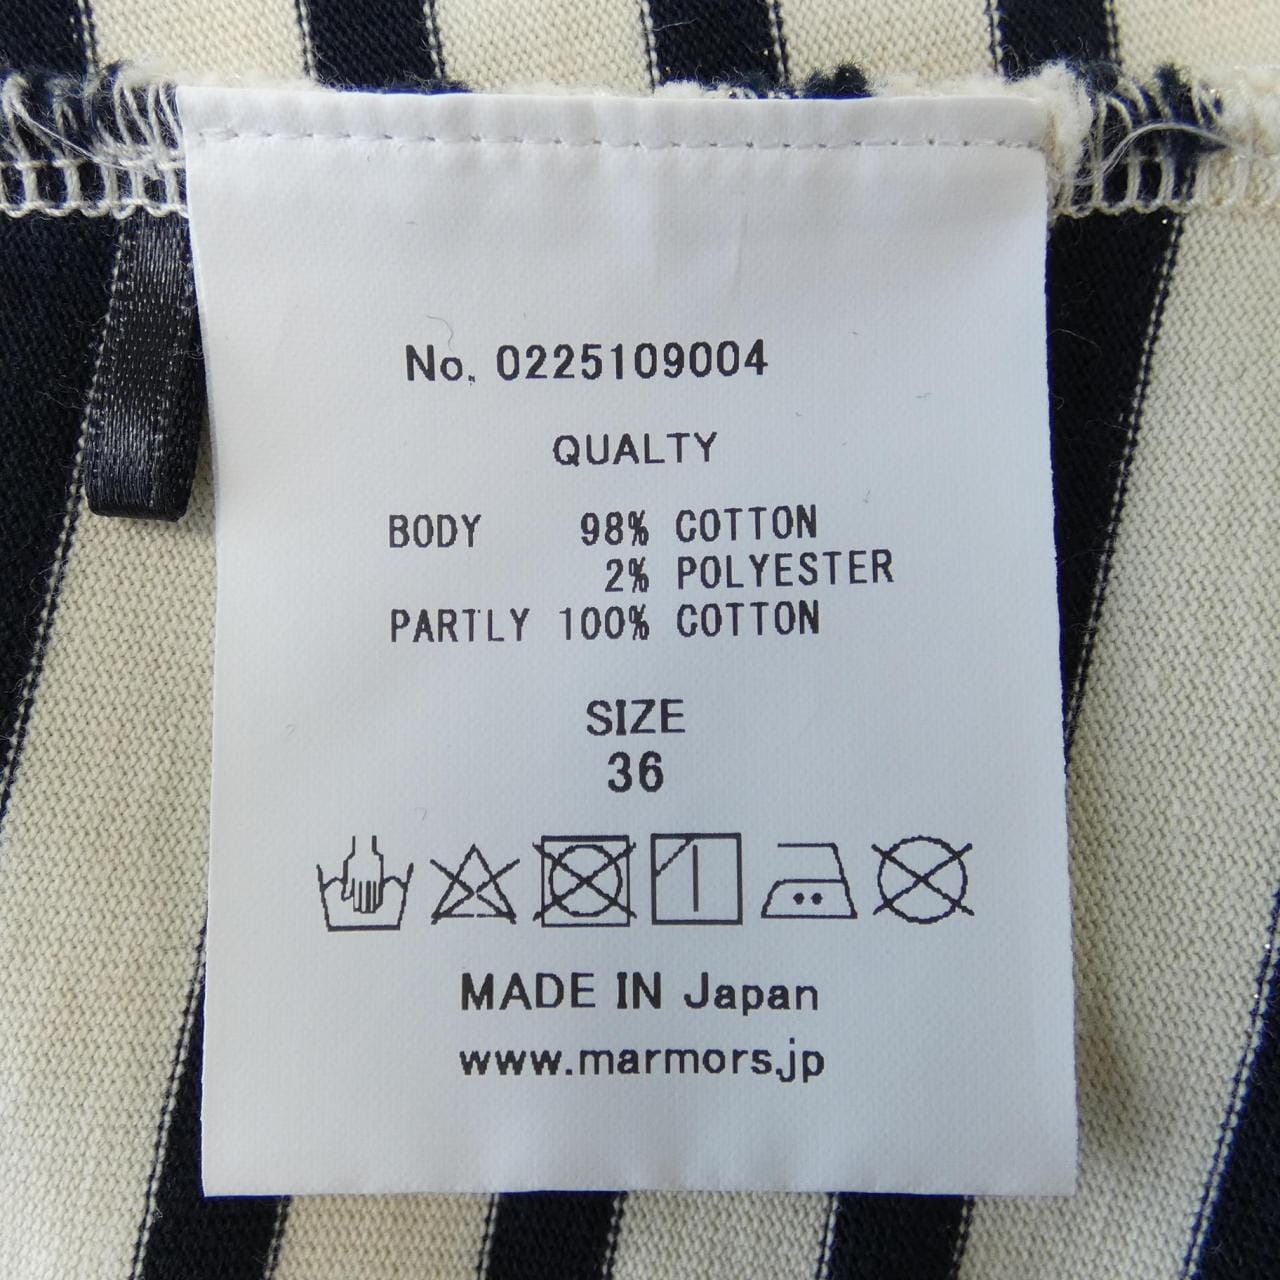 No. 0225109004
QUALTY
BODY 98% COTTON
2% POLYESTER
PARTLY 100% COTTON
SIZE
36
MADE IN Japan
www.marmors.jp